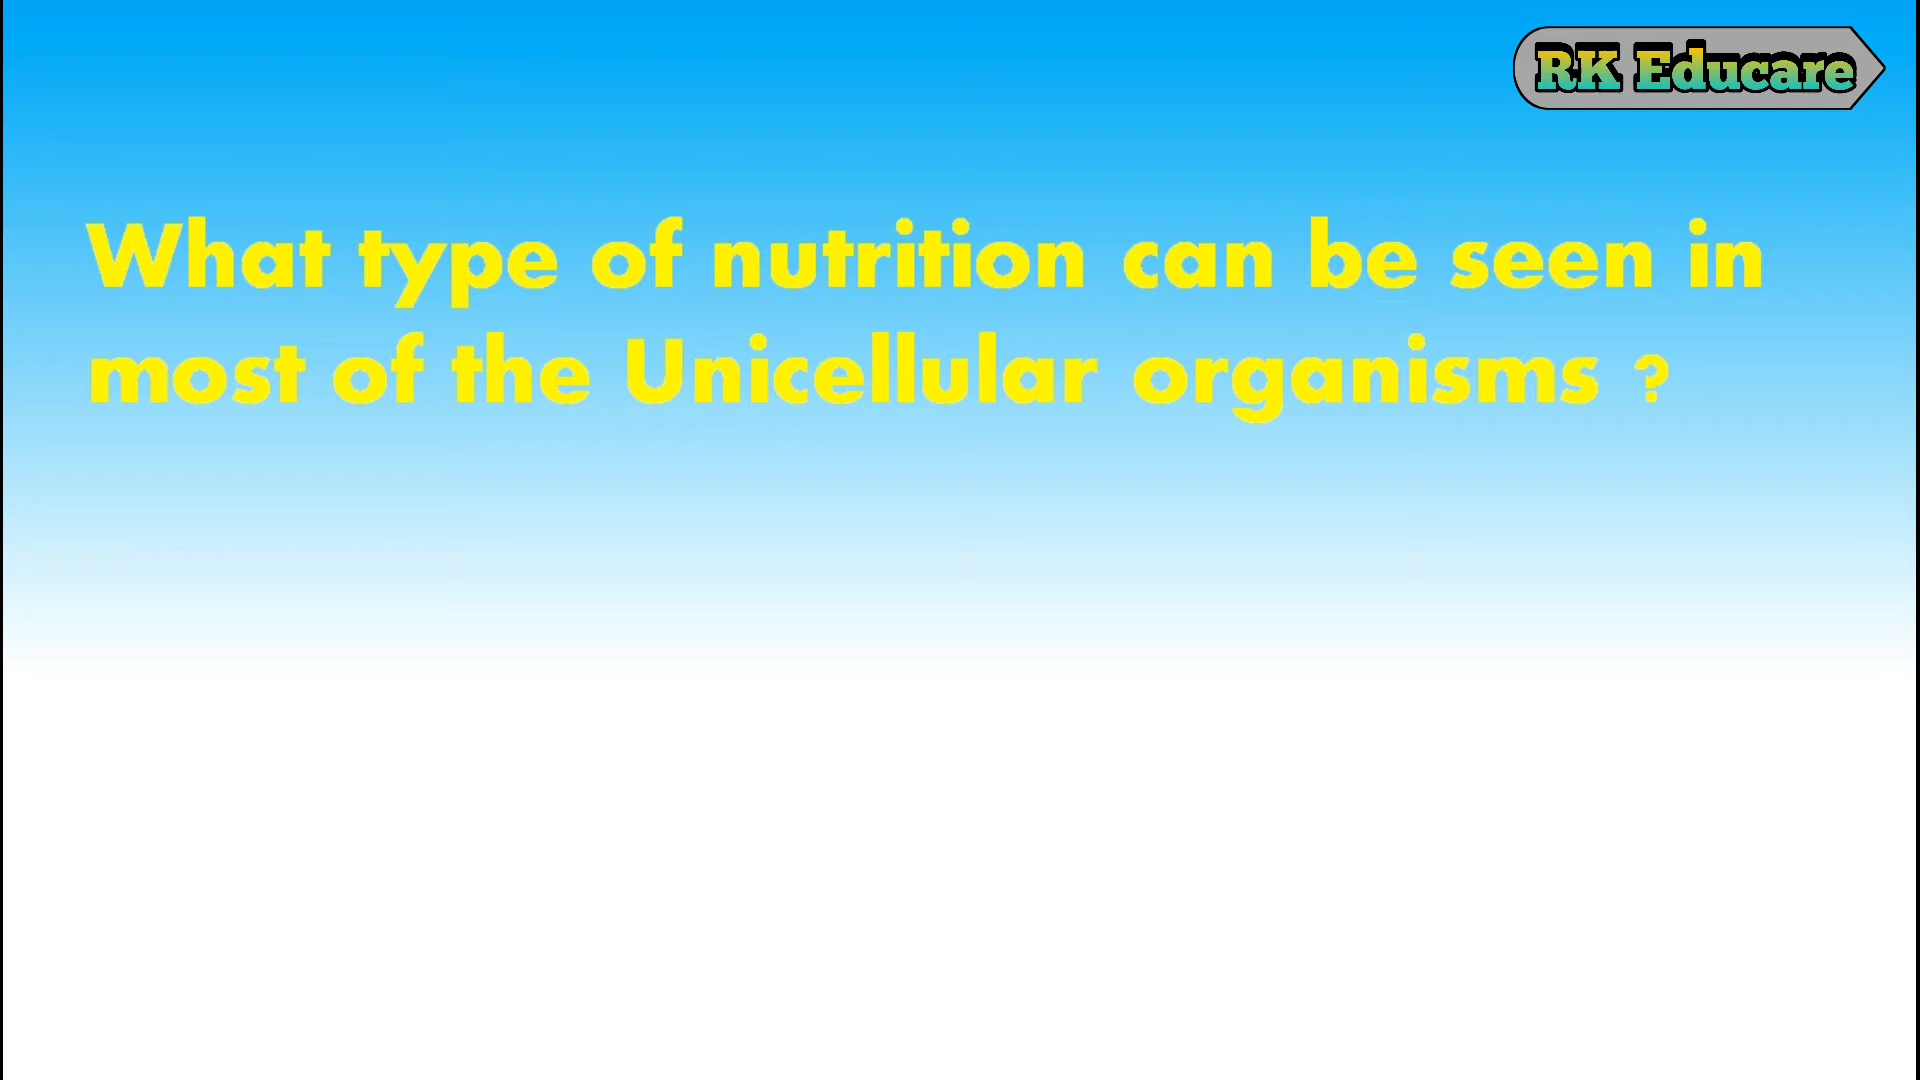 RK Educare
What type of nutrition can be seen in
most of the Unicellular organisms ?